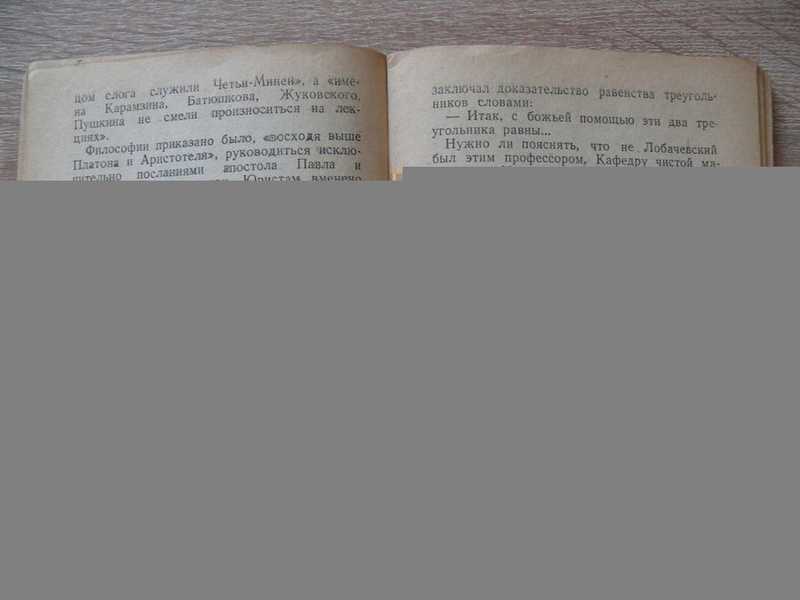 цом слога служили Четьи-Минеи», а «име-
на Карамзина, Батюшкова, Жуковского,
Пушкина не смели произноситься на лек-
циях».
Философии приказано было, «восходя выше
Платона и Аристотеля», руководиться исклю-
чительно посланиями апостола Павла и
Юристам вменено
заключал доказательство равенства треуголь-
ников словами:
— Итак, с божьей помощью эти два тре-
угольника равны...
Нужно ли пояснять, что не Лобачевский
был этим профессором, Кафедру чистой ма-